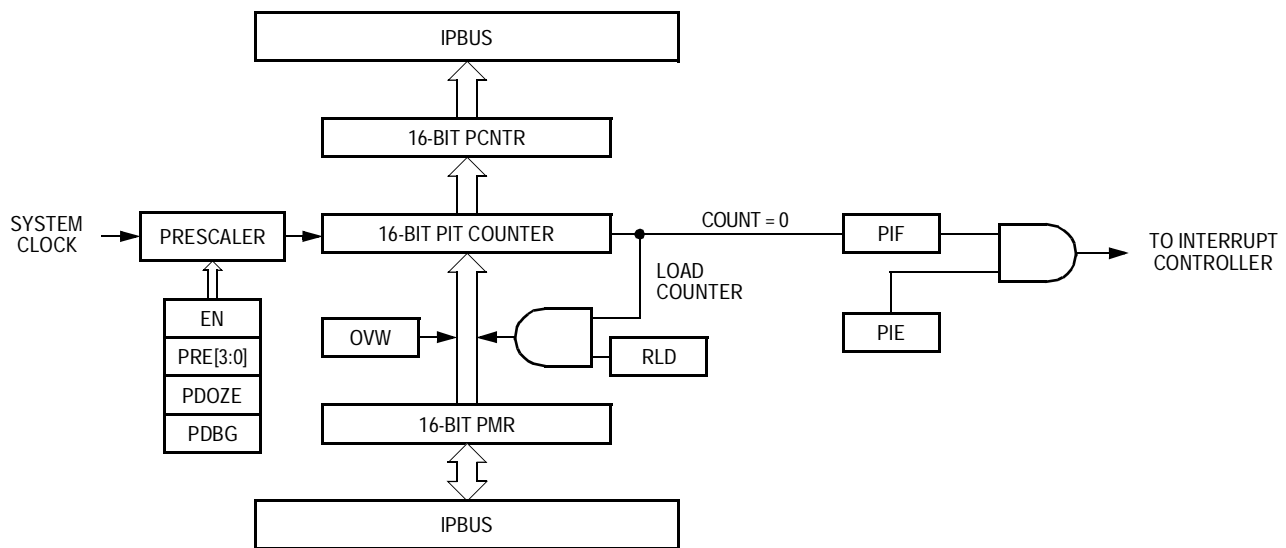 IPBUS
16-BIT PCNTR
SYSTEM
CLOCK
PRESCALER
16-BIT PIT COUNTER
COUNT = 0
PIF
TO INTERRUPT
CONTROLLER
LOAD
COUNTER
EN
PRE[3:0]
PDOZE
PDBG
OVW
RLD
PIE
16-BIT PMR
IPBUS